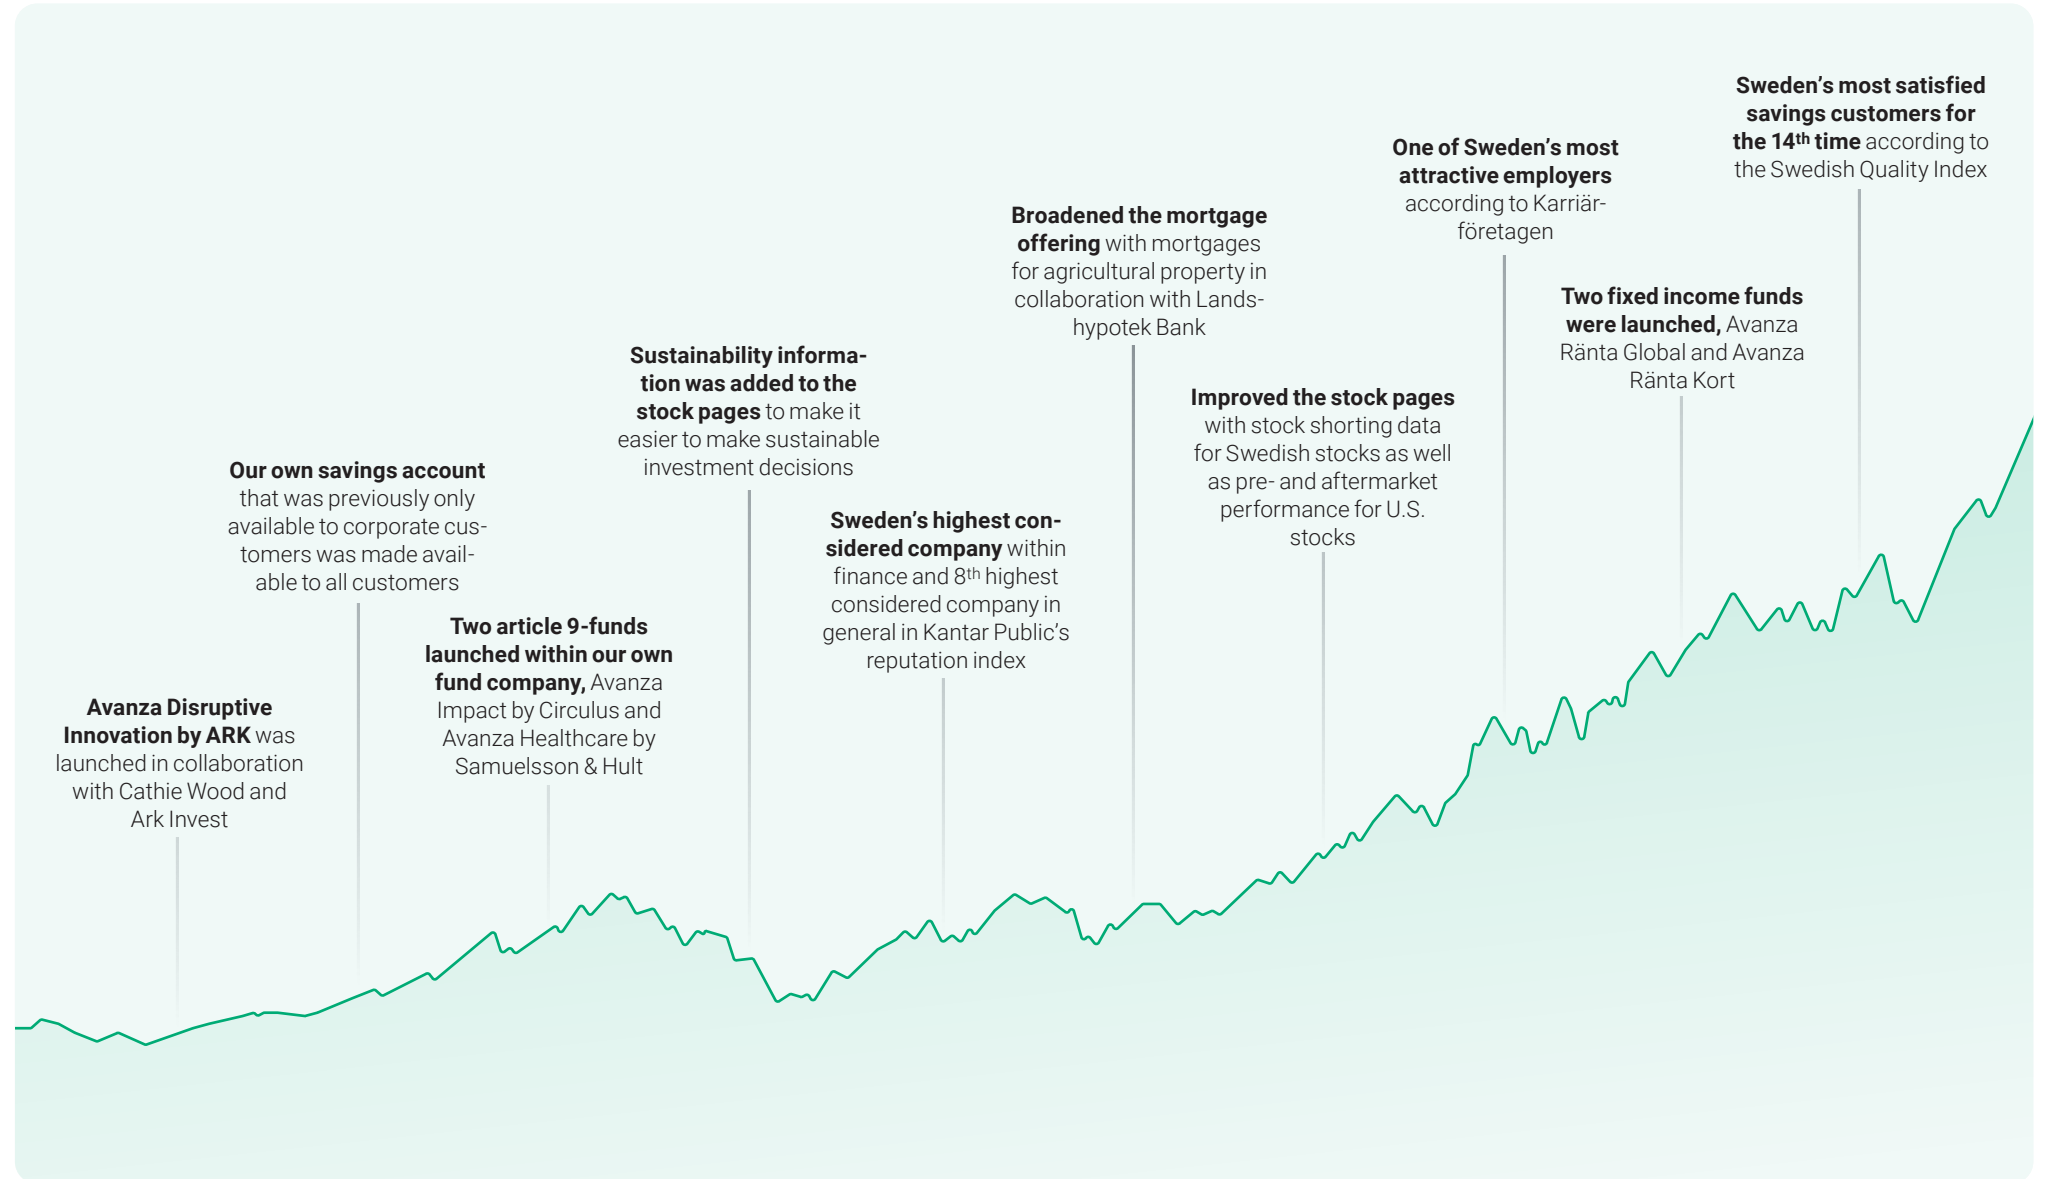 Avanza Disruptive
Innovation by ARK was
launched in collaboration
with Cathie Wood and
Ark Invest
Our own savings account
that was previously only
available to corporate cus-
tomers was made avail-
able to all customers
Two article 9-funds
launched within our own
fund company, Avanza
Impact by Circulus and
Avanza Healthcare by
Samuelsson & Hult
Sustainability informa-
tion was added to the
stock pages to make it
easier to make sustainable
investment decisions
Sweden’s highest con-
sidered company within
finance and 8th highest
considered company in
general in Kantar Public’s
reputation index
Broadened the mortgage
offering with mortgages
for agricultural property in
collaboration with Lands-
hypotek Bank
Improved the stock pages
with stock shorting data
for Swedish stocks as well
as pre- and aftermarket
performance for U.S.
stocks
One of Sweden’s most
attractive employers
according to Karriär-
företagen
Two fixed income funds
were launched, Avanza
Ränta Global and Avanza
Ränta Kort
Sweden’s most satisfied
savings customers for
the 14th time according to
the Swedish Quality Index